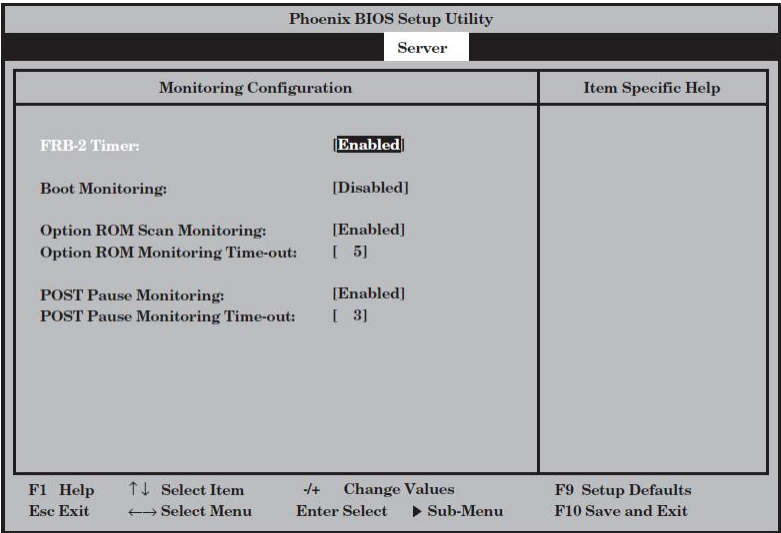 Phoenix BIOS Setup Utility
Server
Monitoring Configuration
Item Specific Help
FRB-2 Timer: [Enabled]
Boot Monitoring: [Disabled]
Option ROM Scan Monitoring: [Enabled]
Option ROM Monitoring Time-out: [ 5]
POST Pause Monitoring: [Enabled]
POST Pause Monitoring Time-out: [ 3]
F1 Help ↑↓ Select Item -/+ Change Values F9 Setup Defaults
Esc Exit ←→ Select Menu Enter Select ▶ Sub-Menu F10 Save and Exit